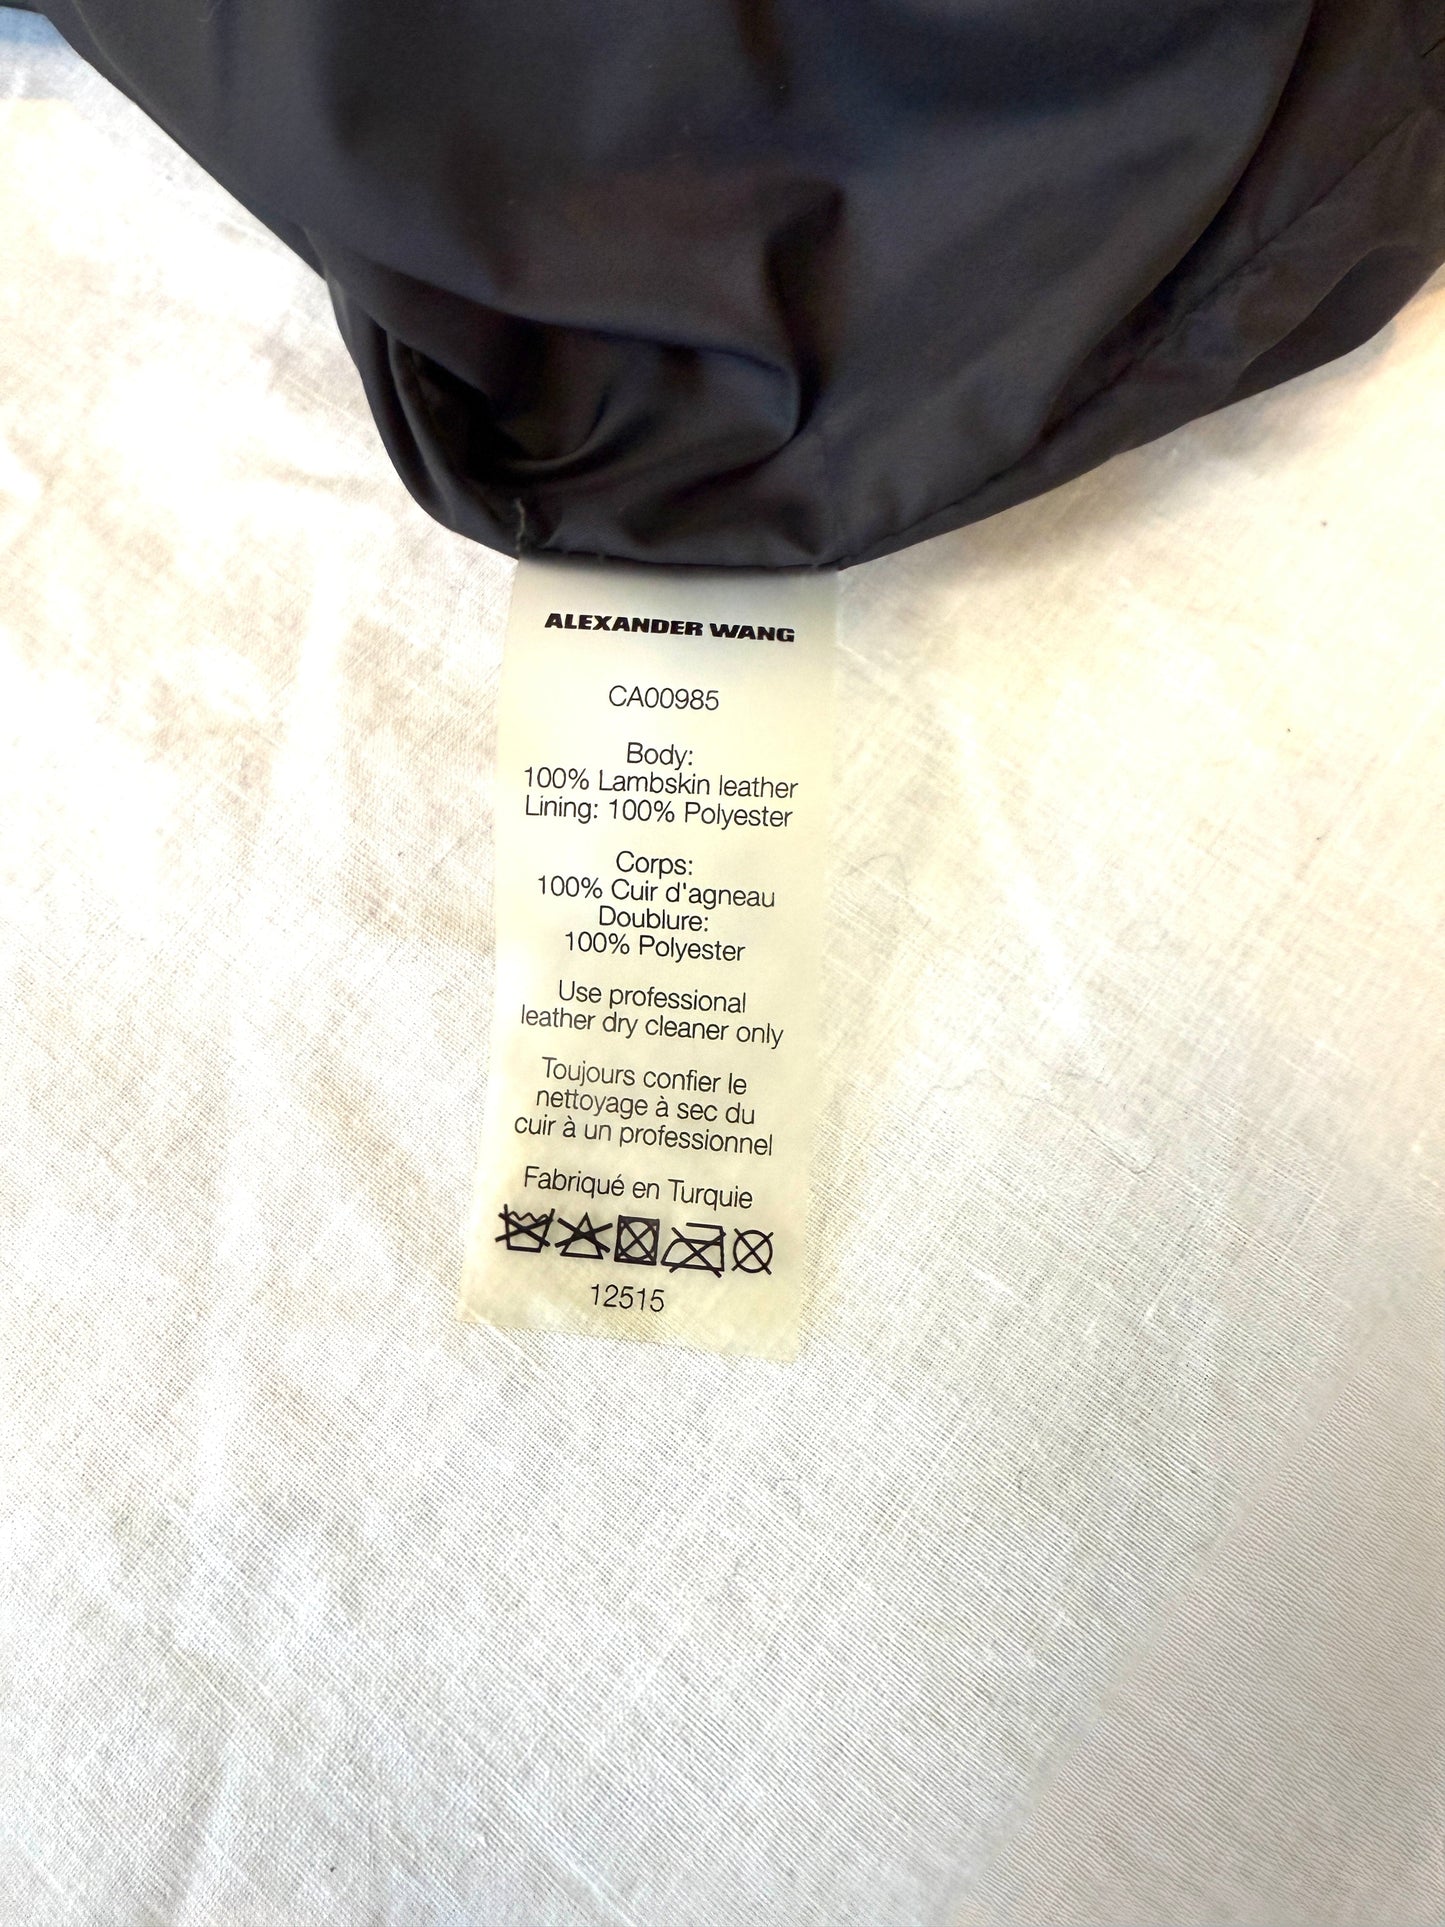 ALEXANDER WANG
CA00985
Body:
100% Lambskin leather
Lining: 100% Polyester
Corps:
100% Cuir d'agneau
Doublure:
100% Polyester
Use professional
leather dry cleaner only
Toujours confier le
nettoyage à sec du
cuir à un professionnel
Fabriqué en Turquie
12515